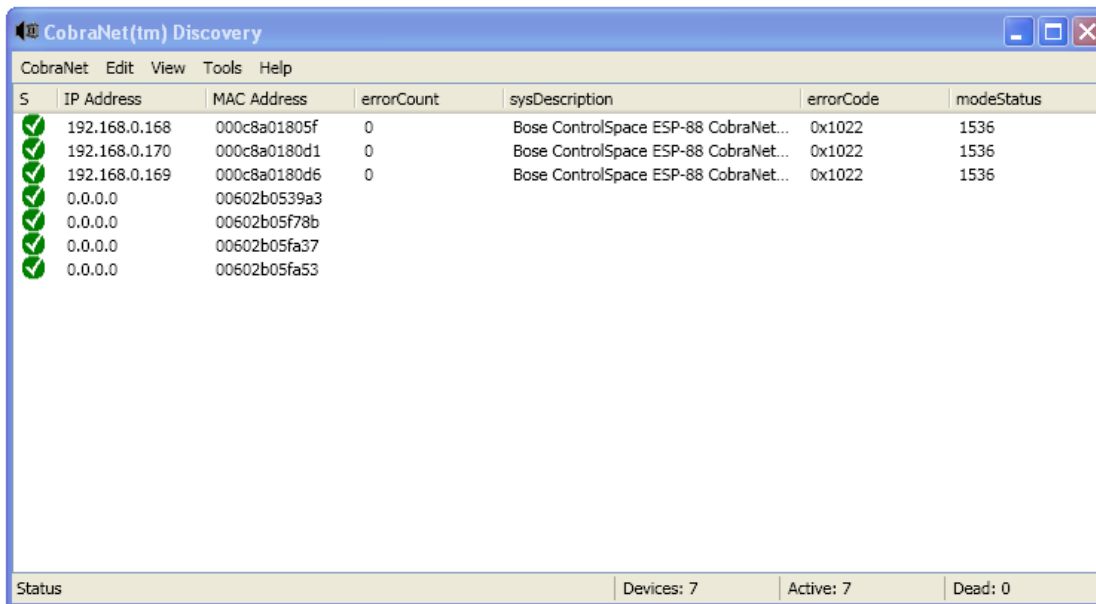 CobraNet(tm) Discovery
CobraNet Edit View Tools Help
S IP Address MAC Address errorCount sysDescription errorCode modeStatus
192.168.0.168 000c8a01805f 0 Bose ControlSpace ESP-88 CobraNet... 0x1022 1536
192.168.0.170 000c8a0180d1 0 Bose ControlSpace ESP-88 CobraNet... 0x1022 1536
192.168.0.169 000c8a0180d6 0 Bose ControlSpace ESP-88 CobraNet... 0x1022 1536
0.0.0.0 00602b0539a3
0.0.0.0 00602b05f78b
0.0.0.0 00602b05fa37
0.0.0.0 00602b05fa53
Status Devices: 7 Active: 7 Dead: 0